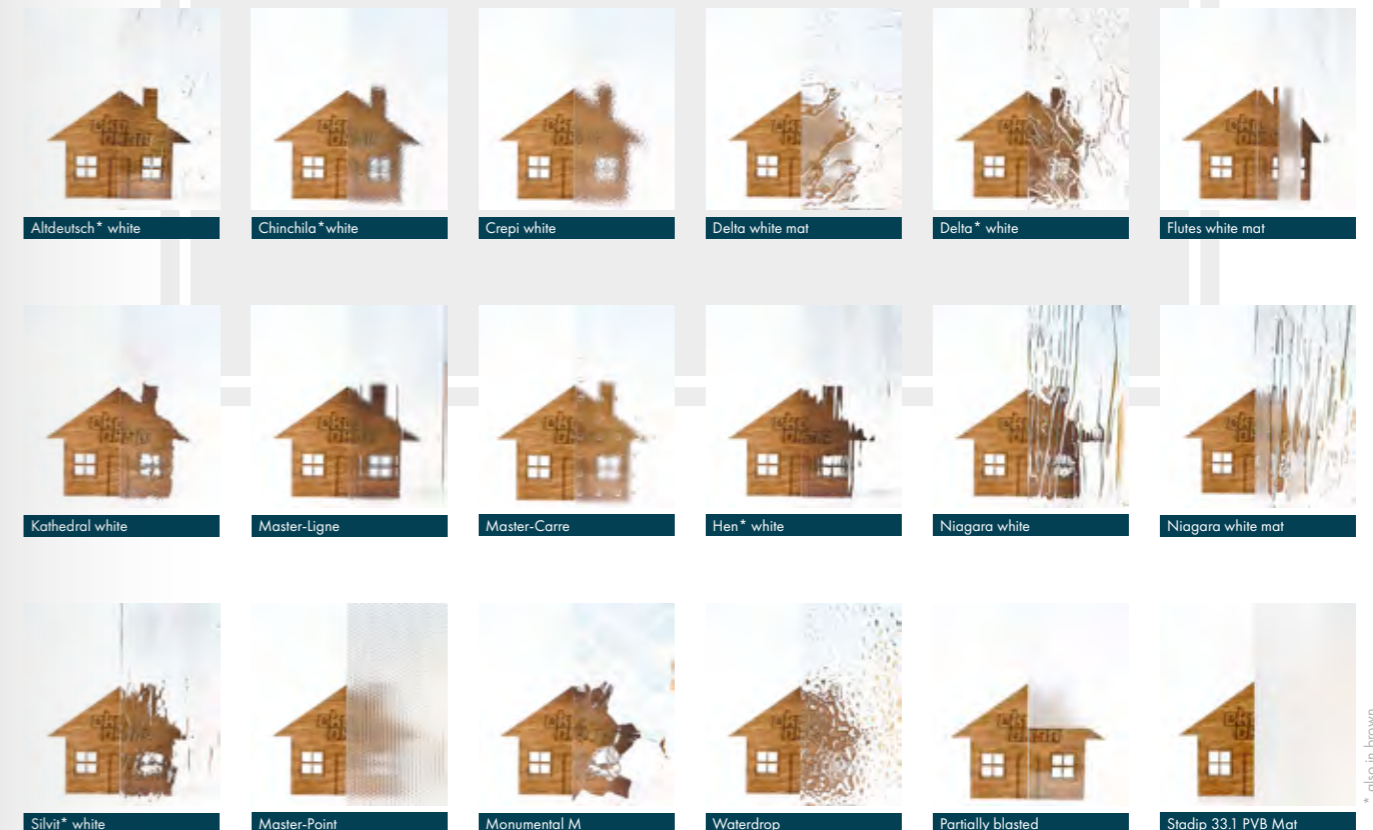 Altdeutsch* white
Chinchila*white
Crepi white
Delta white mat
Delta* white
Flutes white mat
Kathedral white
Master-Ligne
Master-Carre
Hen* white
Niagara white
Niagara white mat
Silvit* white
Master-Point
Monumental M
Waterdrop
Partially blasted
Stadip 33.1 PVB Mat
* also in brown